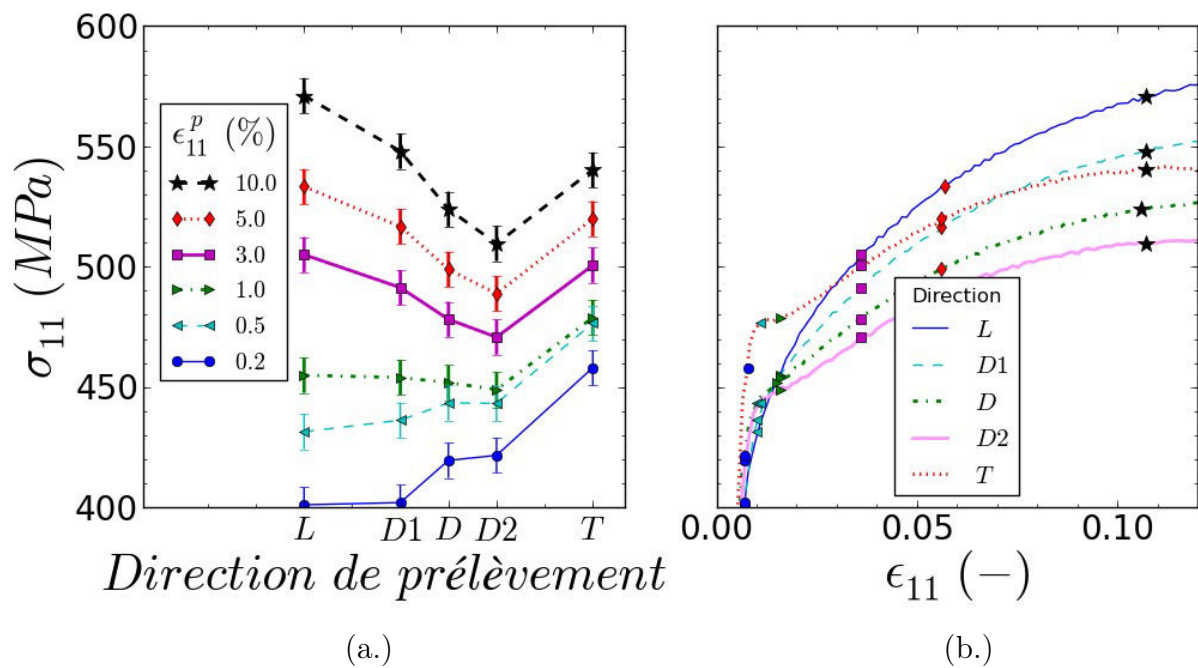 600
550
500
450
400
σ₁₁ (MPa)
ϵ₁₁ᵖ (%)
10.0
5.0
3.0
1.0
0.5
0.2
L D1 D D2 T
Direction de prélèvement
(a.)
Direction
L
D1
D
D2
T
0.00 0.05 0.10
ϵ₁₁ (−)
(b.)